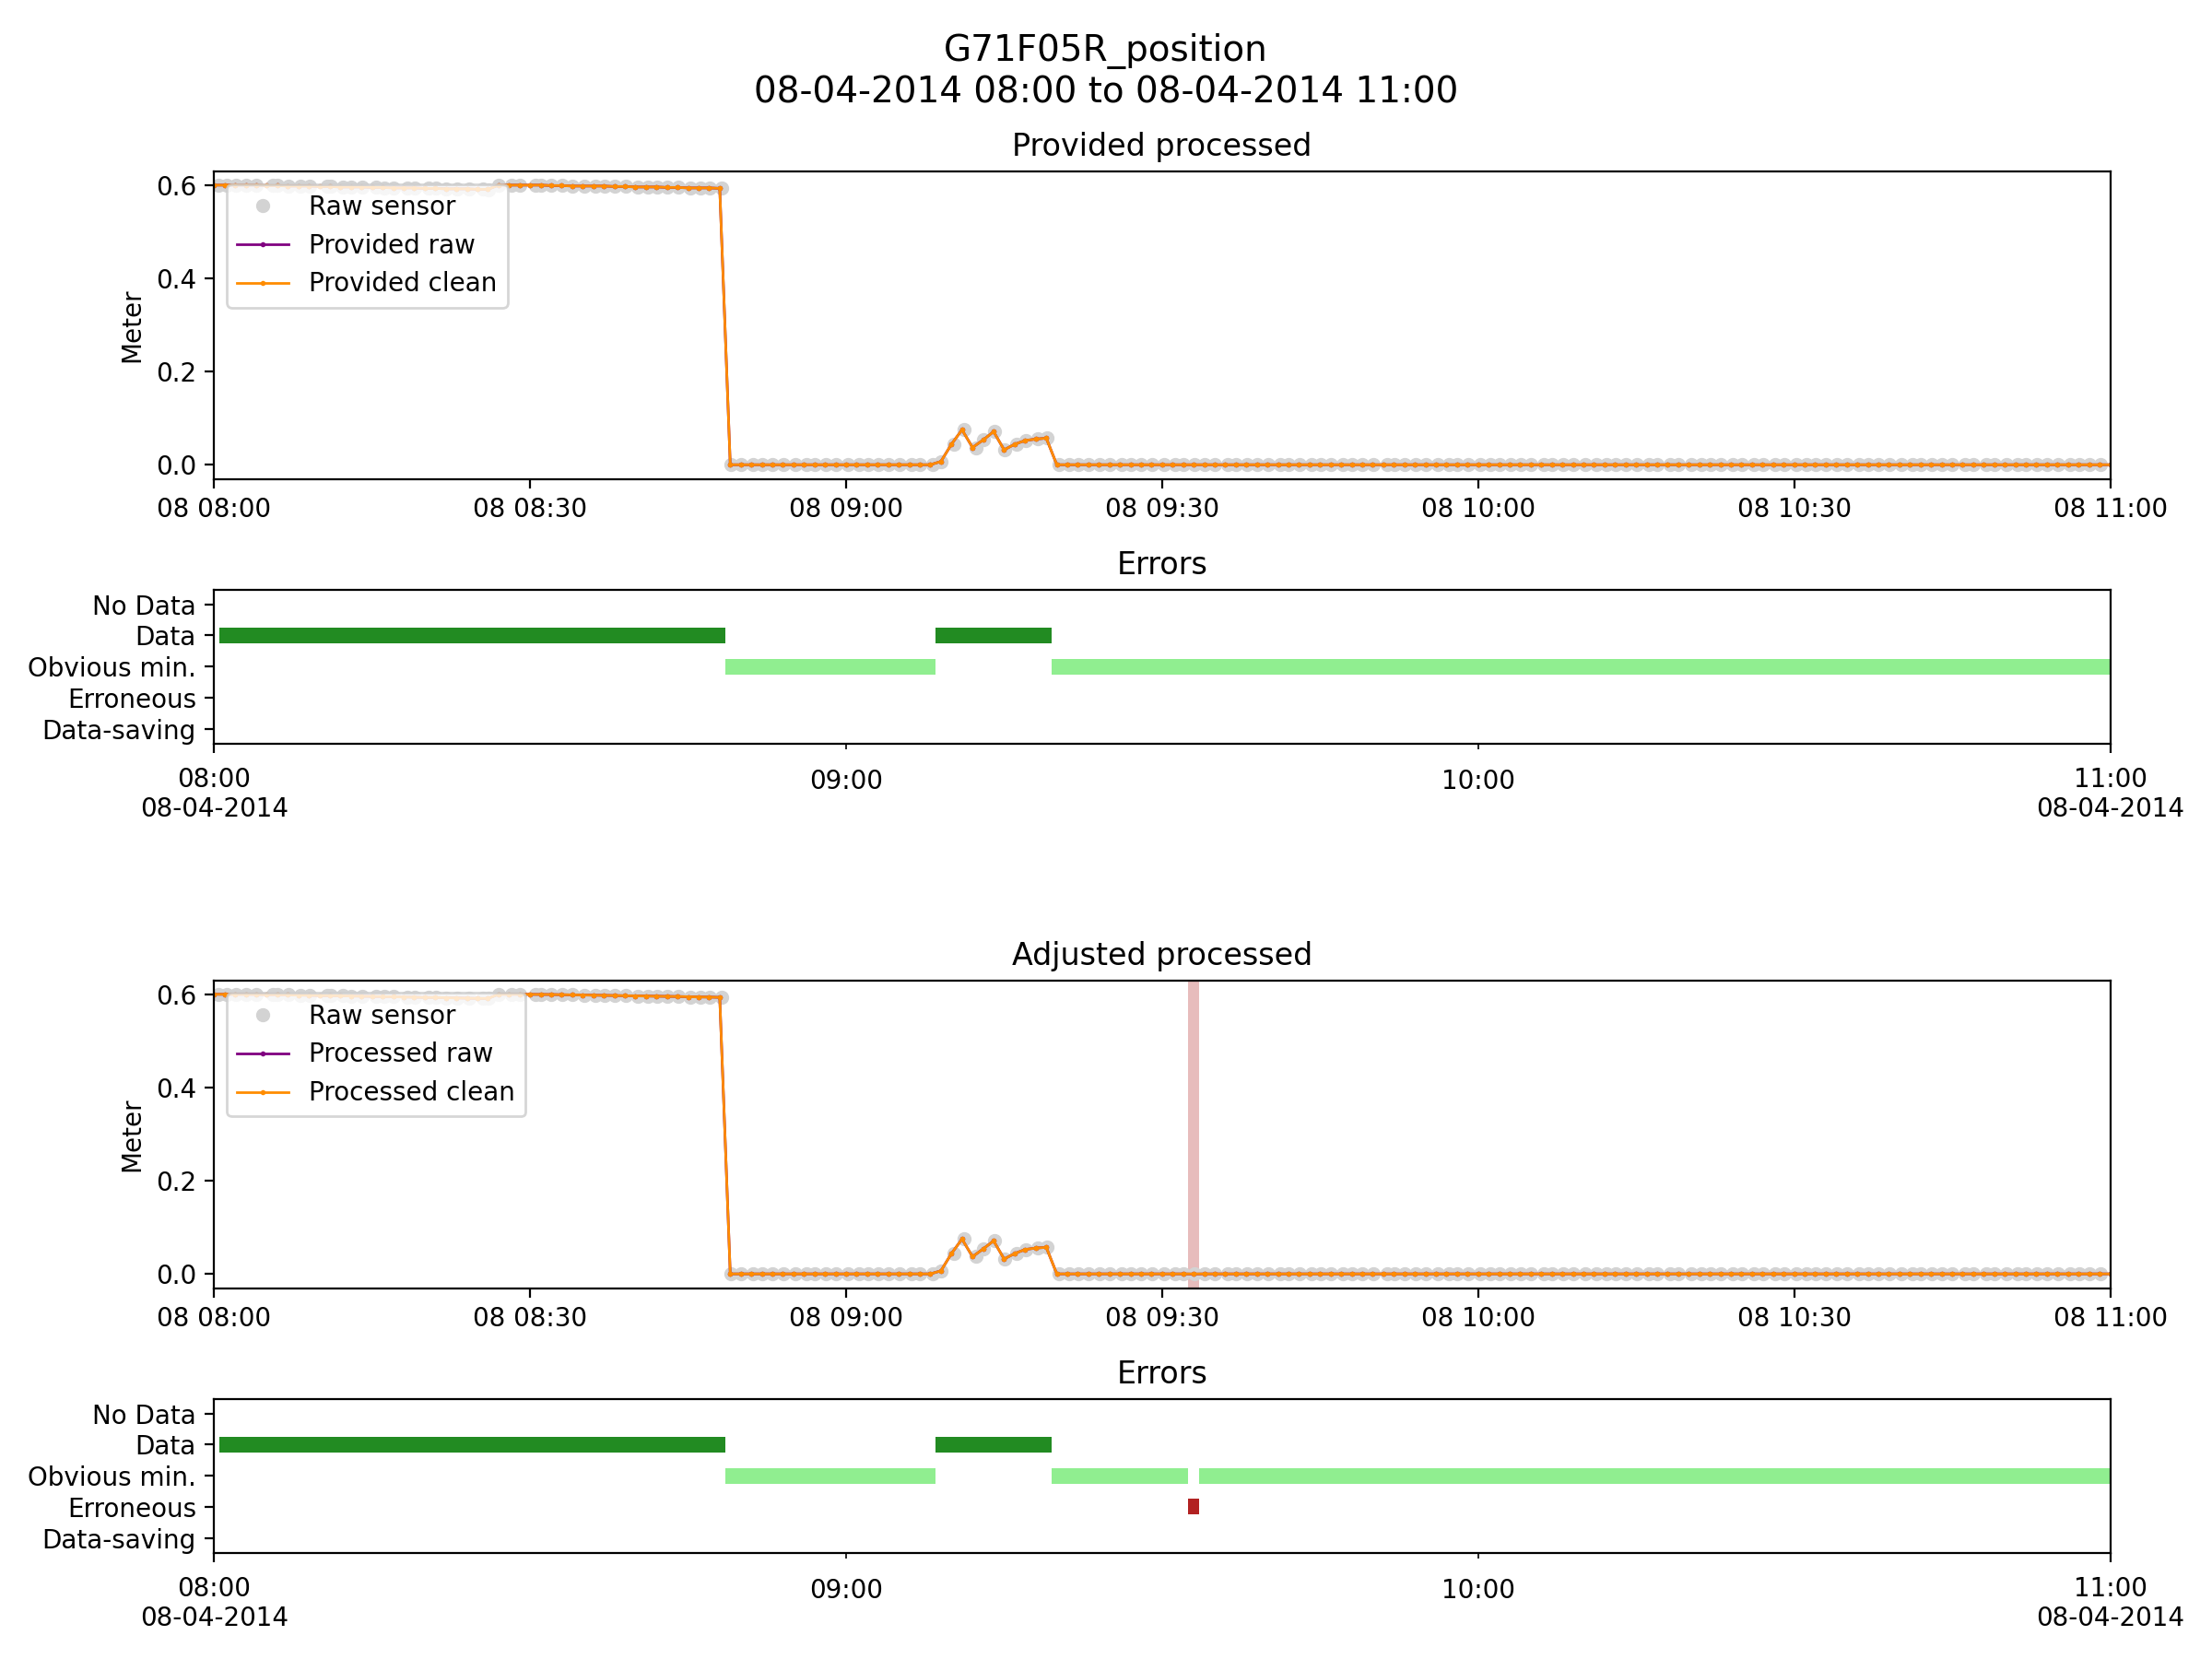 G71F05R_position
08-04-2014 08:00 to 08-04-2014 11:00
Provided processed
Meter
0.6
0.4
0.2
0.0
Raw sensor
Provided raw
Provided clean
08 08:00 08 08:30 08 09:00 08 09:30 08 10:00 08 10:30 08 11:00
Errors
No Data
Data
Obvious min.
Erroneous
Data-saving
08:00 09:00 10:00 11:00
08-04-2014 08-04-2014
Adjusted processed
Meter
0.6
0.4
0.2
0.0
Raw sensor
Processed raw
Processed clean
08 08:00 08 08:30 08 09:00 08 09:30 08 10:00 08 10:30 08 11:00
Errors
No Data
Data
Obvious min.
Erroneous
Data-saving
08:00 09:00 10:00 11:00
08-04-2014 08-04-2014